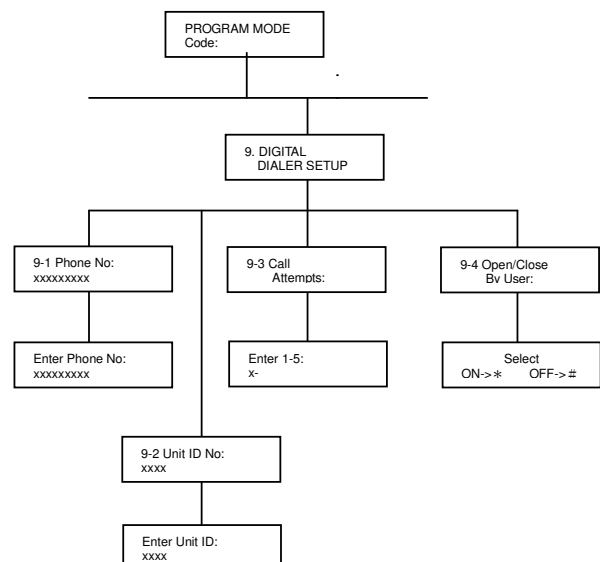 PROGRAM MODE
Code:
9. DIGITAL
DIALER SETUP
9-1 Phone No:
xxxxxxxxx
Enter Phone No:
xxxxxxxxx
9-2 Unit ID No:
xxxx
Enter Unit ID:
xxxx
9-3 Call
Attempts:
Enter 1-5:
x-
9-4 Open/Close
Bv User:
Select
ON->* OFF->#